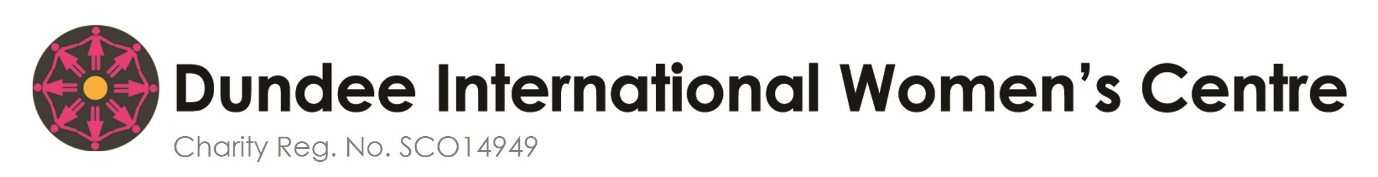 Dundee International Women’s Centre
Charity Reg. No. SCO14949